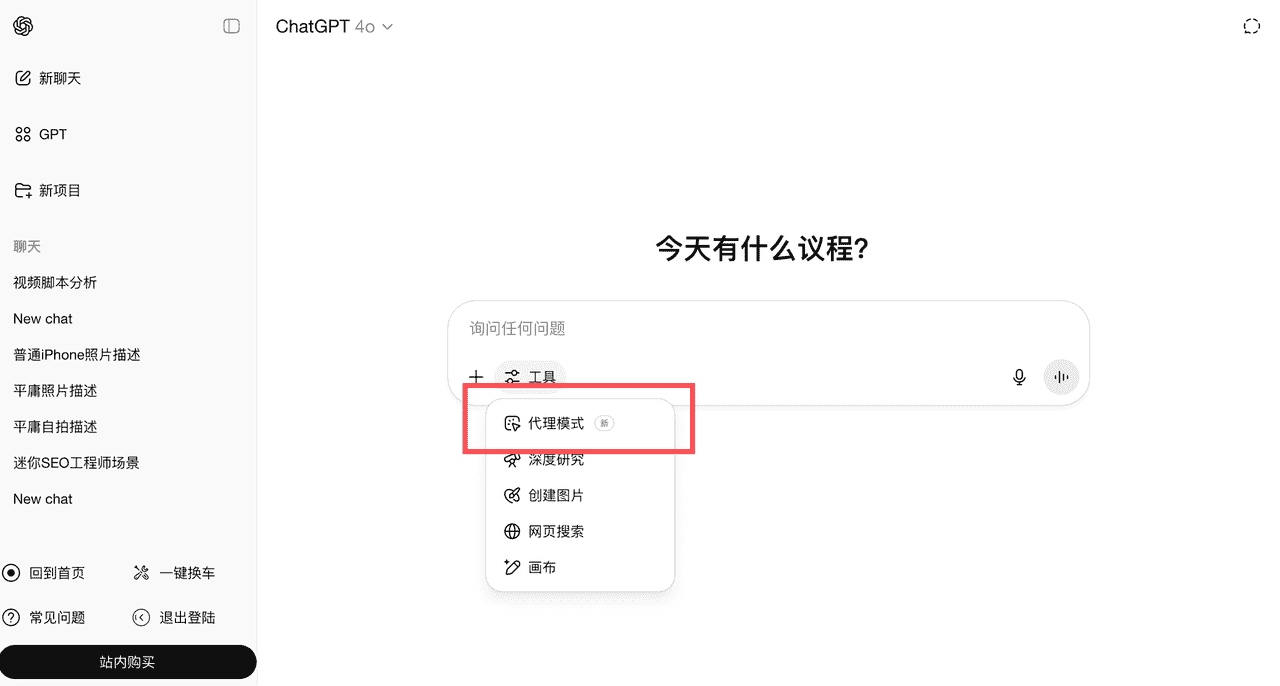 ChatGPT 4o
新聊天
GPT
新项目
聊天
视频脚本分析
New chat
普通iPhone照片描述
平庸照片描述
平庸自拍描述
迷你SEO工程师场景
New chat
回到首页
一键换车
常见问题
退出登陆
站内购买
今天有什么议程?
询问任何问题
工具
代理模式 新
深度研究
创建图片
网页搜索
画布